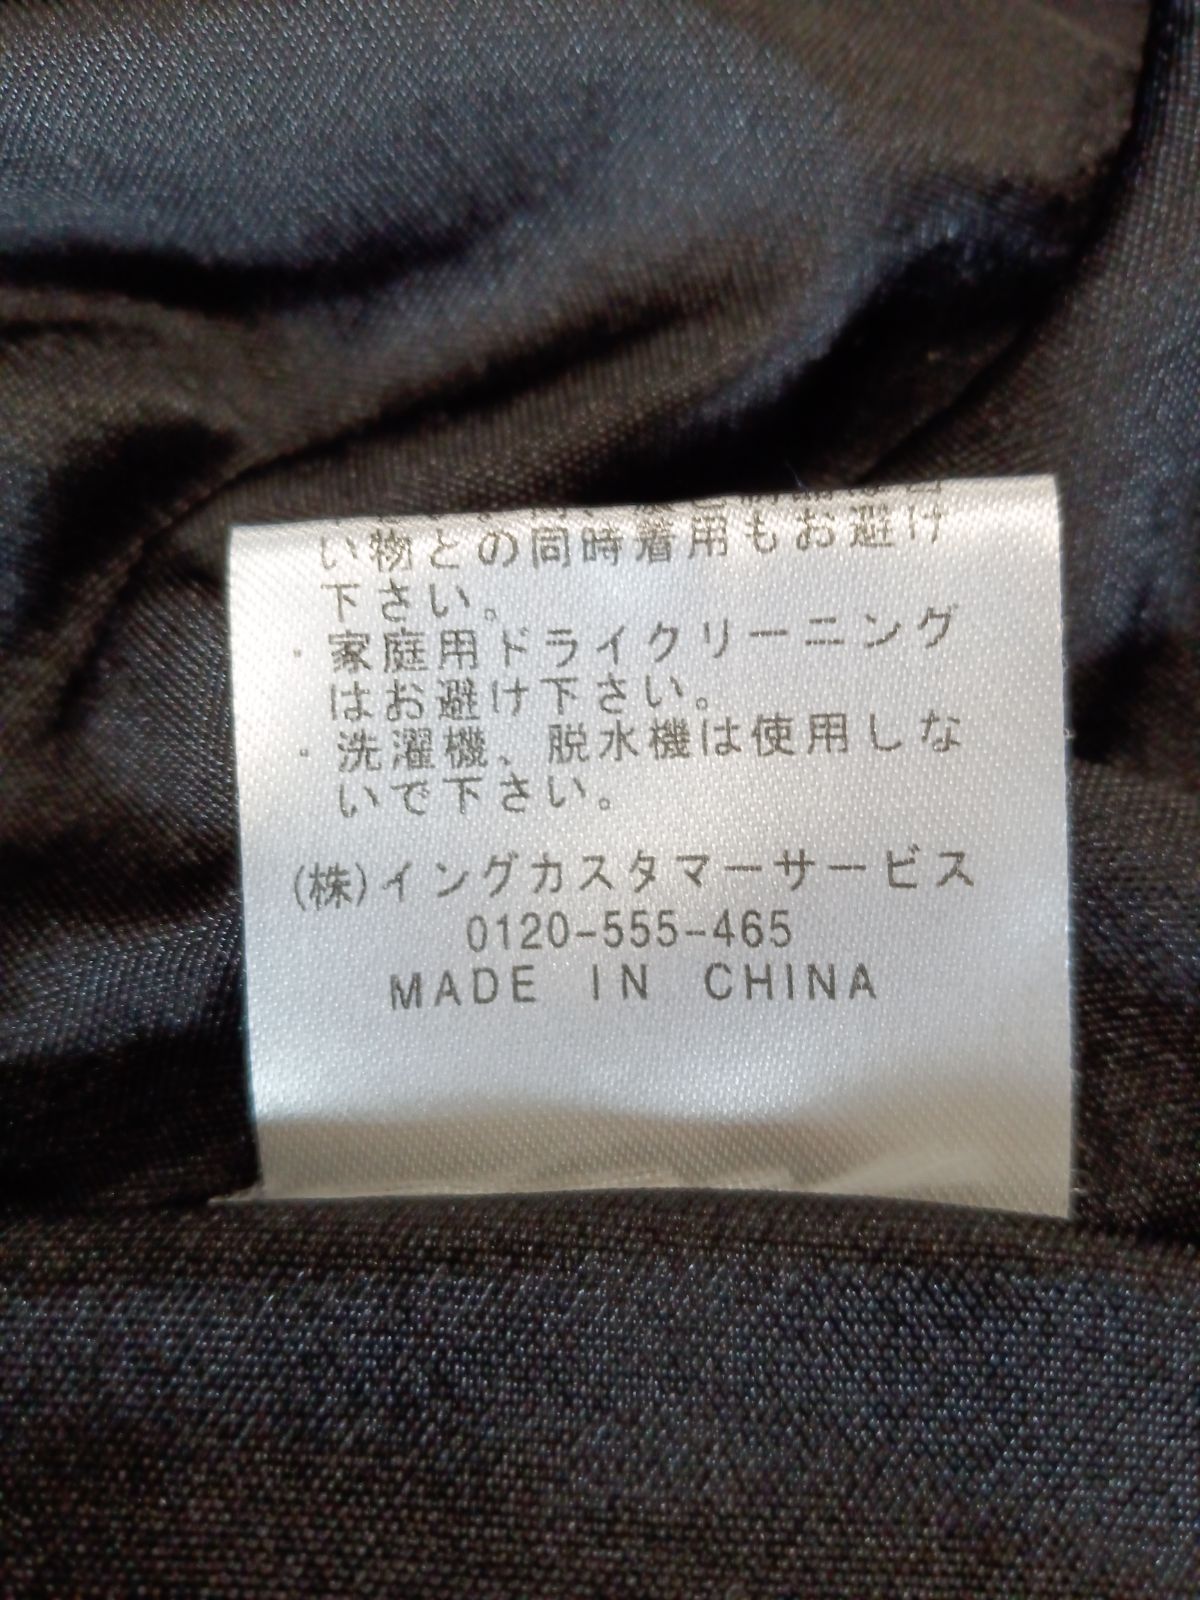 い物との同時着用もお避け
下さい。
・家庭用ドライクリーニング
はお避け下さい。
・洗濯機、脱水機は使用しな
いで下さい。
(株)イングカスタマーサービス
0120-555-465
MADE IN CHINA